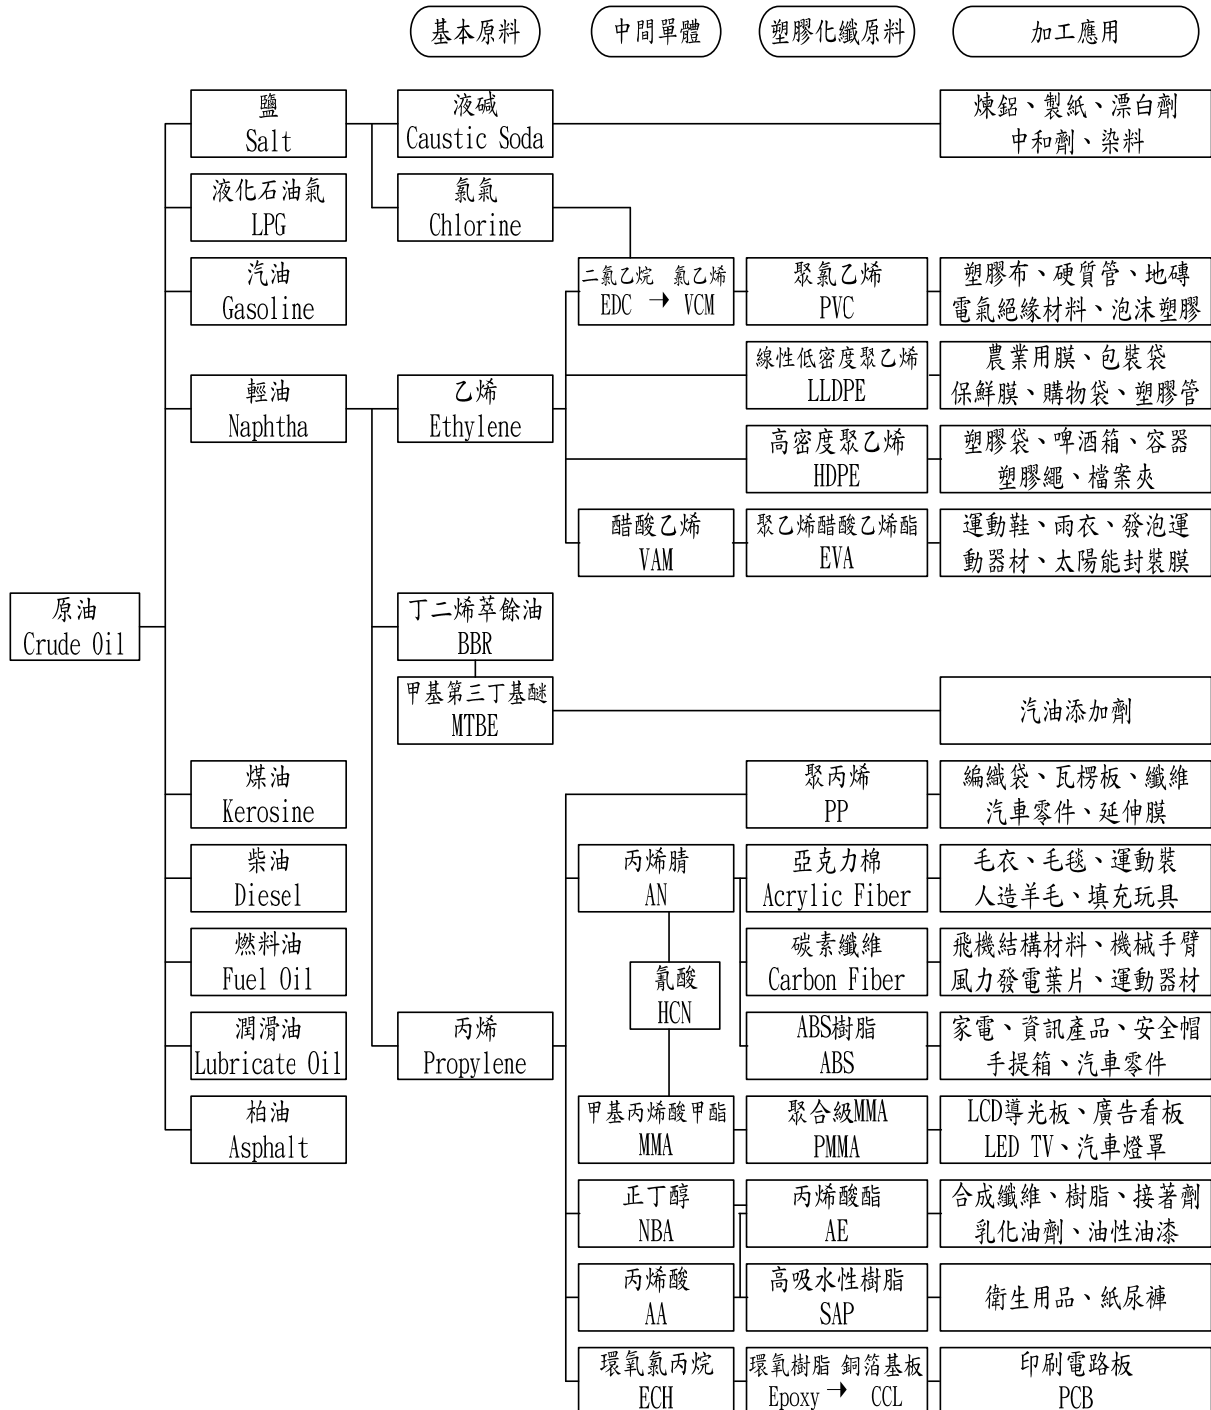 基本原料
中間單體
塑膠化纖原料
加工應用
鹽
Salt
液碱
Caustic Soda
煉鋁、製紙、漂白劑
中和劑、染料
液化石油氣
LPG
氯氣
Chlorine
汽油
Gasoline
二氯乙烷 氯乙烯
EDC → VCM
聚氯乙烯
PVC
塑膠布、硬質管、地磚
電氣絕緣材料、泡沫塑膠
線性低密度聚乙烯
LLDPE
農業用膜、包裝袋
保鮮膜、購物袋、塑膠管
輕油
Naphtha
乙烯
Ethylene
高密度聚乙烯
HDPE
塑膠袋、啤酒箱、容器
塑膠繩、檔案夾
醋酸乙烯
VAM
聚乙烯醋酸乙烯酯
EVA
運動鞋、雨衣、發泡運
動器材、太陽能封裝膜
原油
Crude Oil
丁二烯萃餘油
BBR
甲基第三丁基醚
MTBE
汽油添加劑
煤油
Kerosine
聚丙烯
PP
編織袋、瓦楞板、纖維
汽車零件、延伸膜
柴油
Diesel
丙烯腈
AN
亞克力棉
Acrylic Fiber
毛衣、毛毯、運動裝
人造羊毛、填充玩具
燃料油
Fuel Oil
氰酸
HCN
碳素纖維
Carbon Fiber
飛機結構材料、機械手臂
風力發電葉片、運動器材
潤滑油
Lubricate Oil
丙烯
Propylene
ABS樹脂
ABS
家電、資訊產品、安全帽
手提箱、汽車零件
柏油
Asphalt
甲基丙烯酸甲酯
MMA
聚合級MMA
PMMA
LCD導光板、廣告看板
LED TV、汽車燈罩
正丁醇
NBA
丙烯酸酯
AE
合成纖維、樹脂、接著劑
乳化油劑、油性油漆
丙烯酸
AA
高吸水性樹脂
SAP
衛生用品、紙尿褲
環氧氯丙烷
ECH
環氧樹脂 銅箔基板
Epoxy → CCL
印刷電路板
PCB